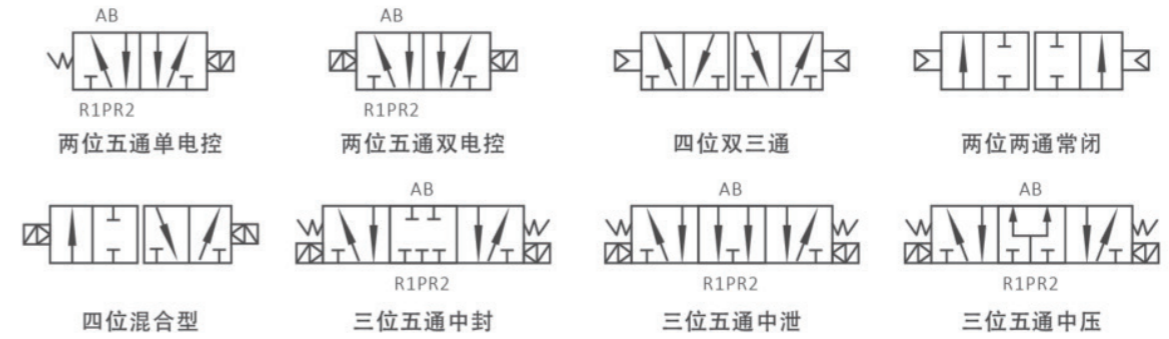 AB
AB
R1PR2
R1PR2
两位五通单电控
两位五通双电控
四位双三通
两位两通常闭
AB
AB
AB
R1PR2
R1PR2
R1PR2
四位混合型
三位五通中封
三位五通中泄
三位五通中压